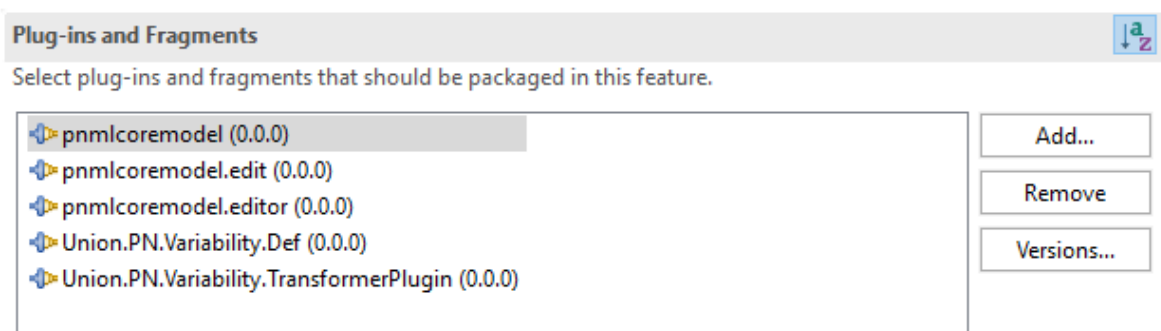 Plug-ins and Fragments
Select plug-ins and fragments that should be packaged in this feature.
pnmlcoremodel (0.0.0)
pnmlcoremodel.edit (0.0.0)
pnmlcoremodel.editor (0.0.0)
Union.PN.Variability.Def (0.0.0)
Union.PN.Variability.TransformerPlugin (0.0.0)
Add...
Remove
Versions...